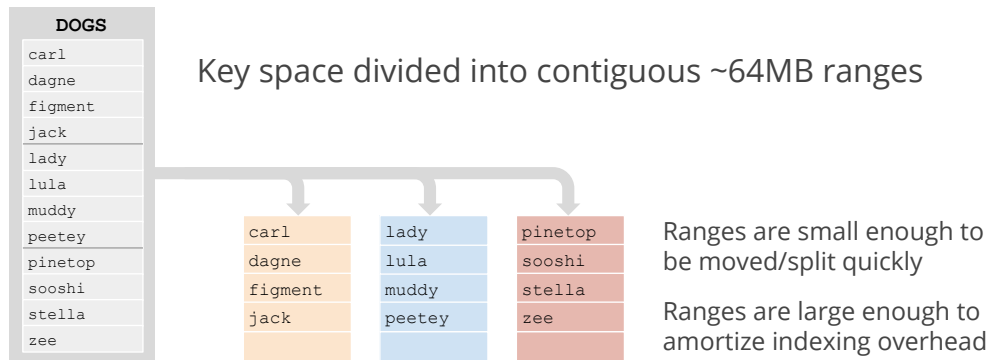 DOGS
carl
dagne
figment
jack
lady
lula
muddy
peetey
pinetop
sooshi
stella
zee
Key space divided into contiguous ~64MB ranges
carl
dagne
figment
jack
lady
lula
muddy
peetey
pinetop
sooshi
stella
zee
Ranges are small enough to
be moved/split quickly
Ranges are large enough to
amortize indexing overhead